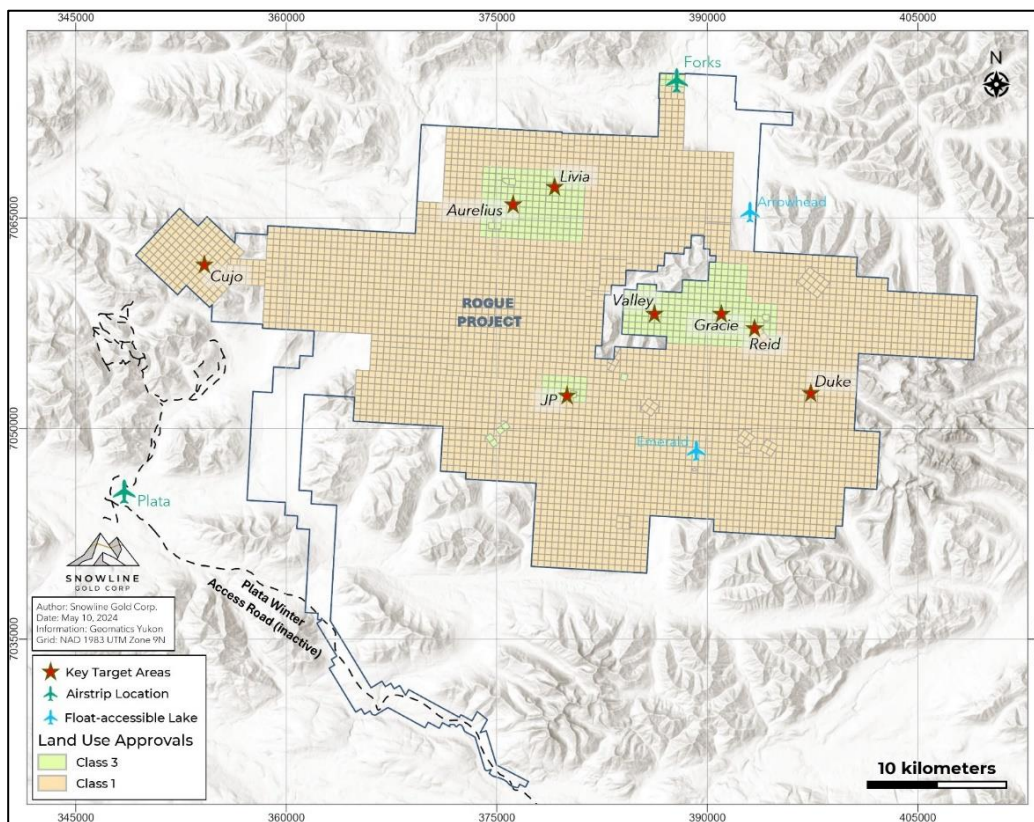 345000
360000
375000
390000
405000
Forks
N
Livia
Aurelius
Arrowhead
7065000
7065000
Cujo
ROGUE
PROJECT
Valley
Gracie
Reid
Duke
JP
7050000
7050000
Emerald
Plata
SNOWLINE
GOLD CORP
Plata Winter
Access Road (inactive)
Author: Snowline Gold Corp.
Date: May 10, 2024
Information: Geomatics Yukon
Grid: NAD 1983 UTM Zone 9N
7035000
7035000
Key Target Areas
Airstrip Location
Float-accessible Lake
Land Use Approvals
Class 3
Class 1
10 kilometers
345000
360000
375000
390000
405000